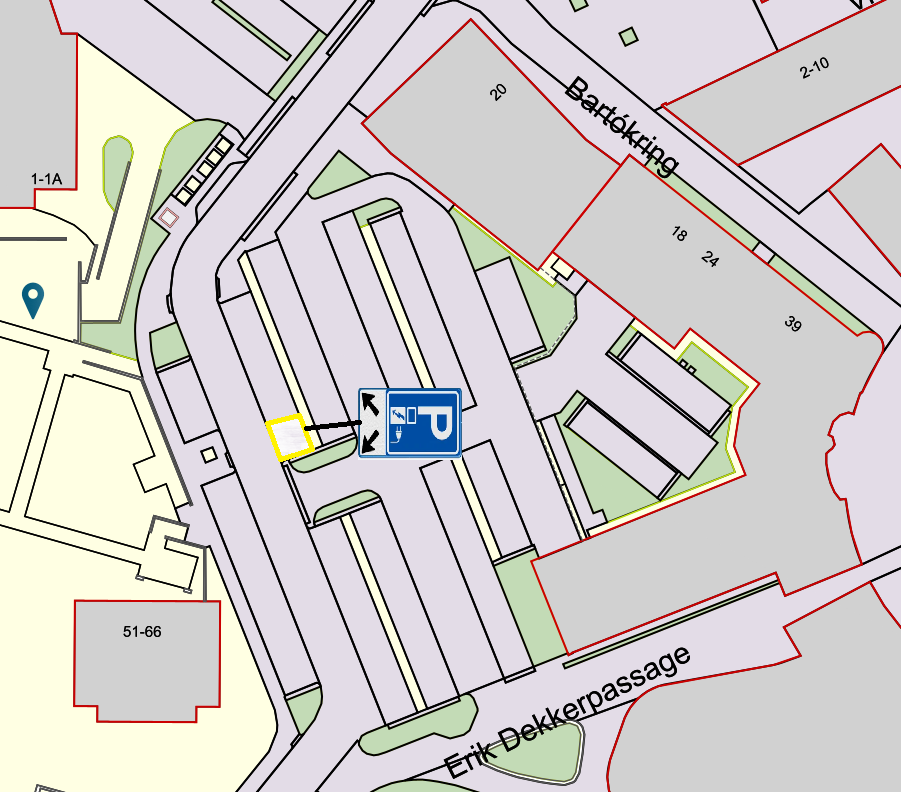 Bartókring
2-10
20
1-1A
18
24
39
P
51-66
Erik Dekkerpassage